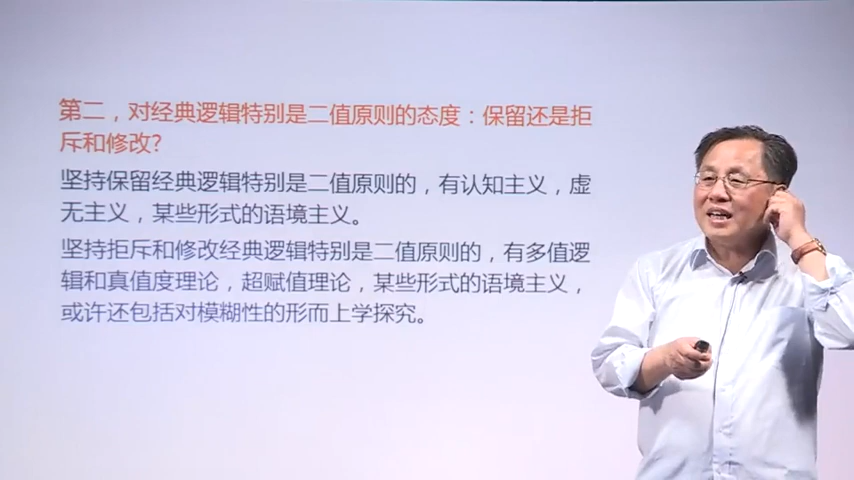 第二，对经典逻辑特别是二值原则的态度：保留还是拒
斥和修改?
坚持保留经典逻辑特别是二值原则的，有认知主义，虚
无主义，某些形式的语境主义。
坚持拒斥和修改经典逻辑特别是二值原则的，有多值逻
辑和真值度理论，超赋值理论，某些形式的语境主义，
或许还包括对模糊性的形而上学探究。